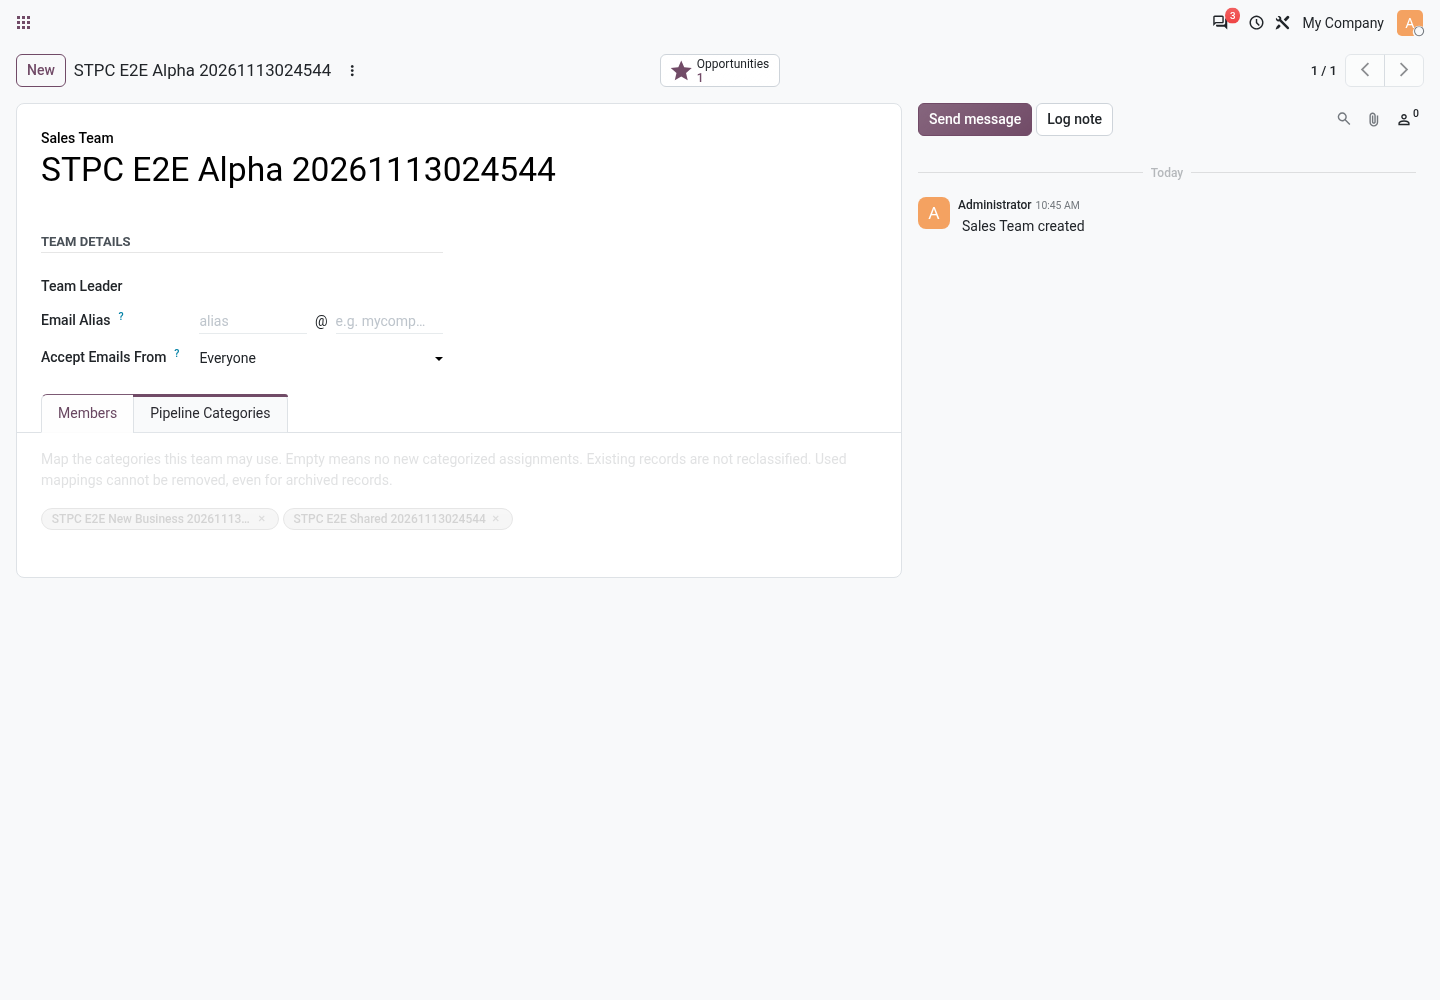 3
My Company
A
New
STPC E2E Alpha 20261113024544
Opportunities
1
1 / 1
Sales Team
STPC E2E Alpha 20261113024544
TEAM DETAILS
Team Leader
Email Alias ?
alias @ e.g. mycomp...
Accept Emails From ?
Everyone
Members
Pipeline Categories
Map the categories this team may use. Empty means no new categorized assignments. Existing records are not reclassified. Used
mappings cannot be removed, even for archived records.
STPC E2E New Business 20261113... ×
STPC E2E Shared 20261113024544 ×
Send message
Log note
0
Today
A
Administrator 10:45 AM
Sales Team created